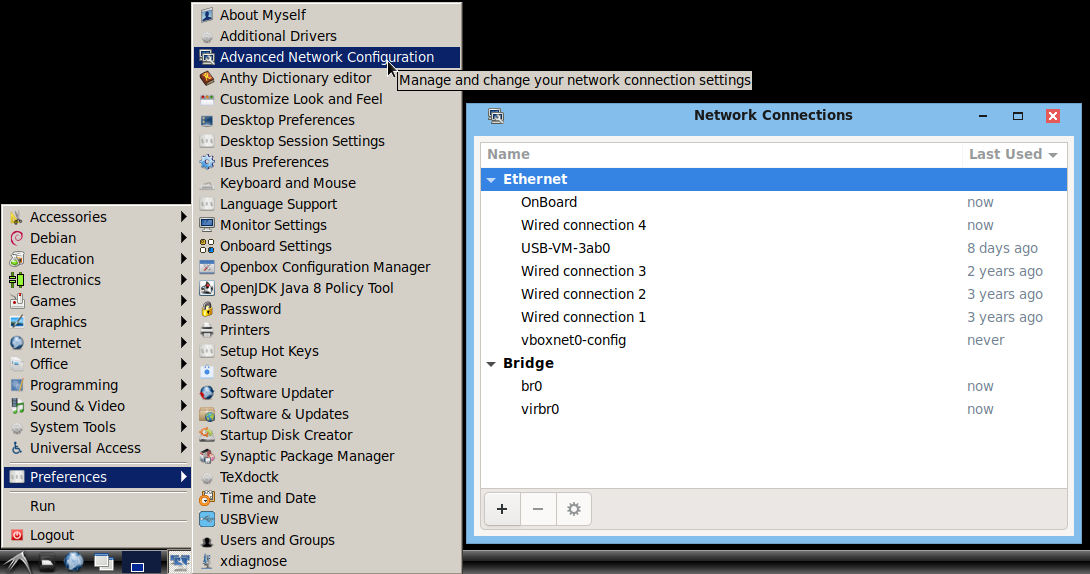 About Myself
Additional Drivers
Advanced Network Configuration
Anthy Dictionary editor
Manage and change your network connection settings
Customize Look and Feel
Desktop Preferences
Desktop Session Settings
IBus Preferences
Keyboard and Mouse
Language Support
Monitor Settings
Onboard Settings
Openbox Configuration Manager
OpenJDK Java 8 Policy Tool
Password
Printers
Setup Hot Keys
Software
Software Updater
Software & Updates
Startup Disk Creator
Synaptic Package Manager
TeXdoctk
Time and Date
USBView
Users and Groups
xdiagnose
Accessories
Debian
Education
Electronics
Games
Graphics
Internet
Office
Programming
Sound & Video
System Tools
Universal Access
Preferences
Run
Logout
Network Connections
Name Last Used
Ethernet
OnBoard now
Wired connection 4 now
USB-VM-3ab0 8 days ago
Wired connection 3 2 years ago
Wired connection 2 3 years ago
Wired connection 1 3 years ago
vboxnet0-config never
Bridge
br0 now
virbr0 now